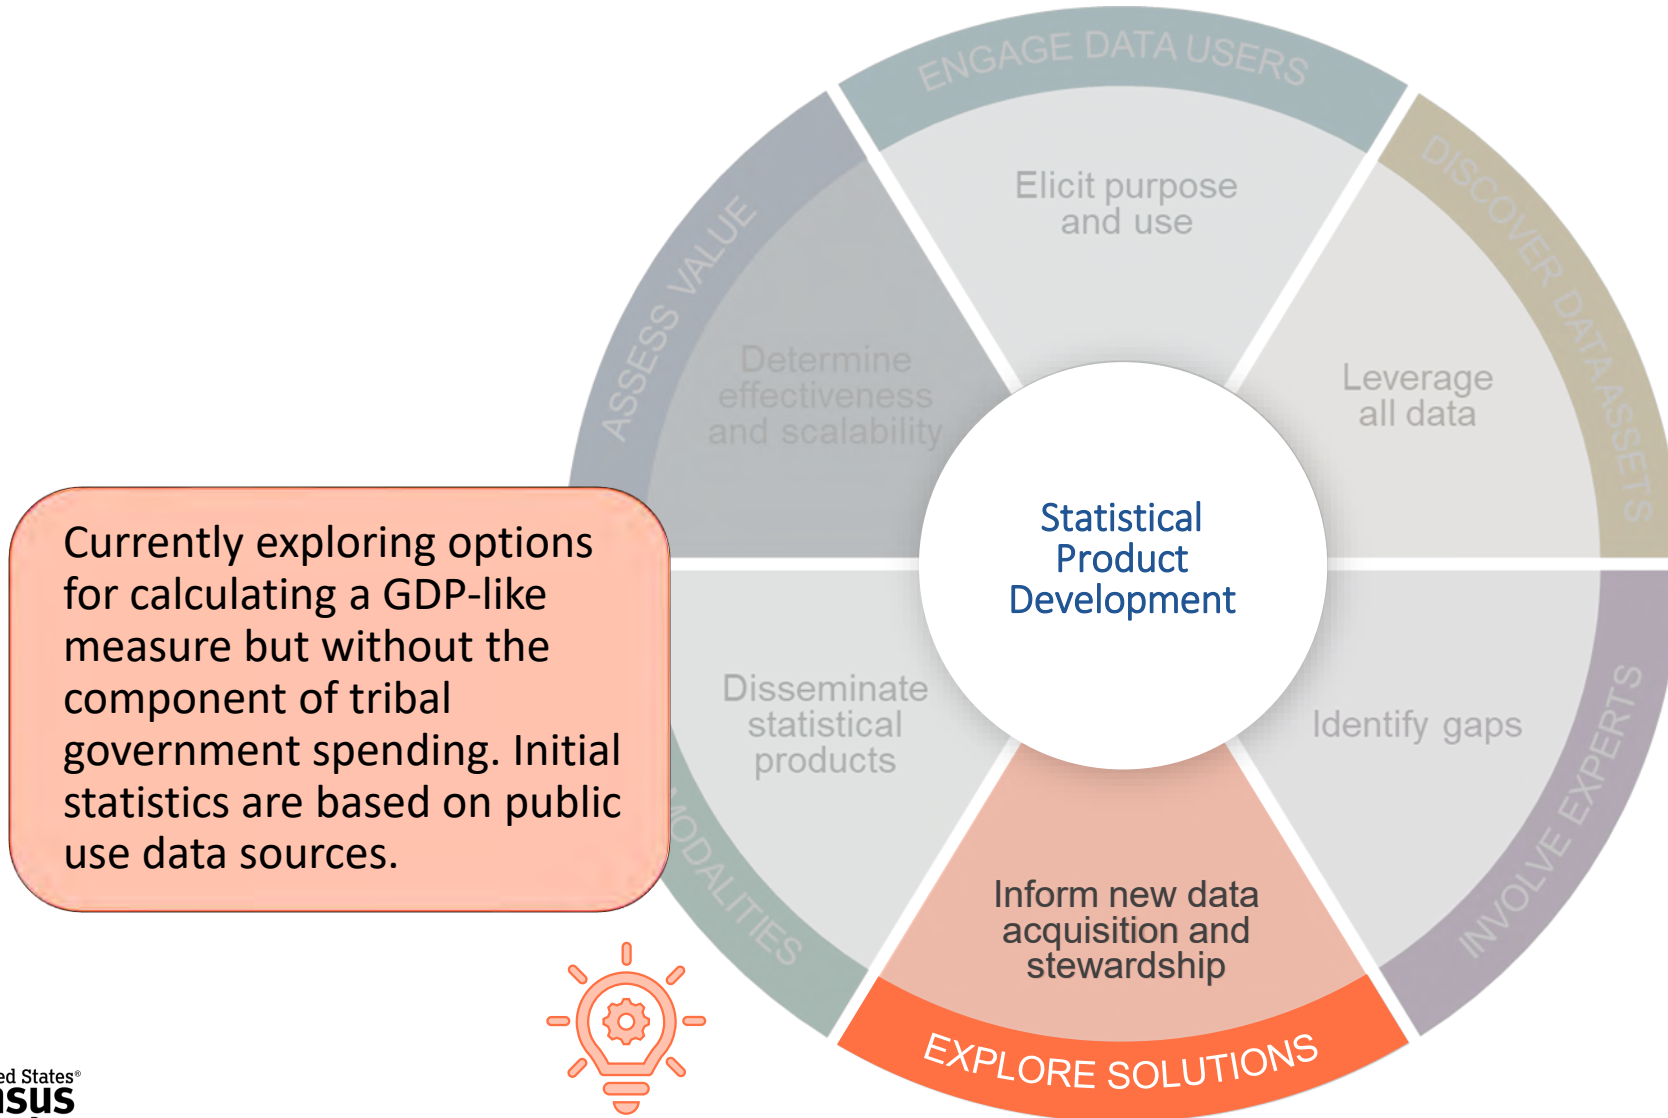 ENGAGE DATA USERS
Elicit purpose
and use
DISCOVER DATA ASSETS
Leverage
all data
INVOLVE EXPERTS
Identify gaps
EXPLORE SOLUTIONS
Inform new data
acquisition and
stewardship
MODALITIES
Disseminate
statistical
products
ASSESS VALUE
Determine
effectiveness
and scalability
Statistical
Product
Development
Currently exploring options
for calculating a GDP-like
measure but without the
component of tribal
government spending. Initial
statistics are based on public
use data sources.
ed States®
nsus